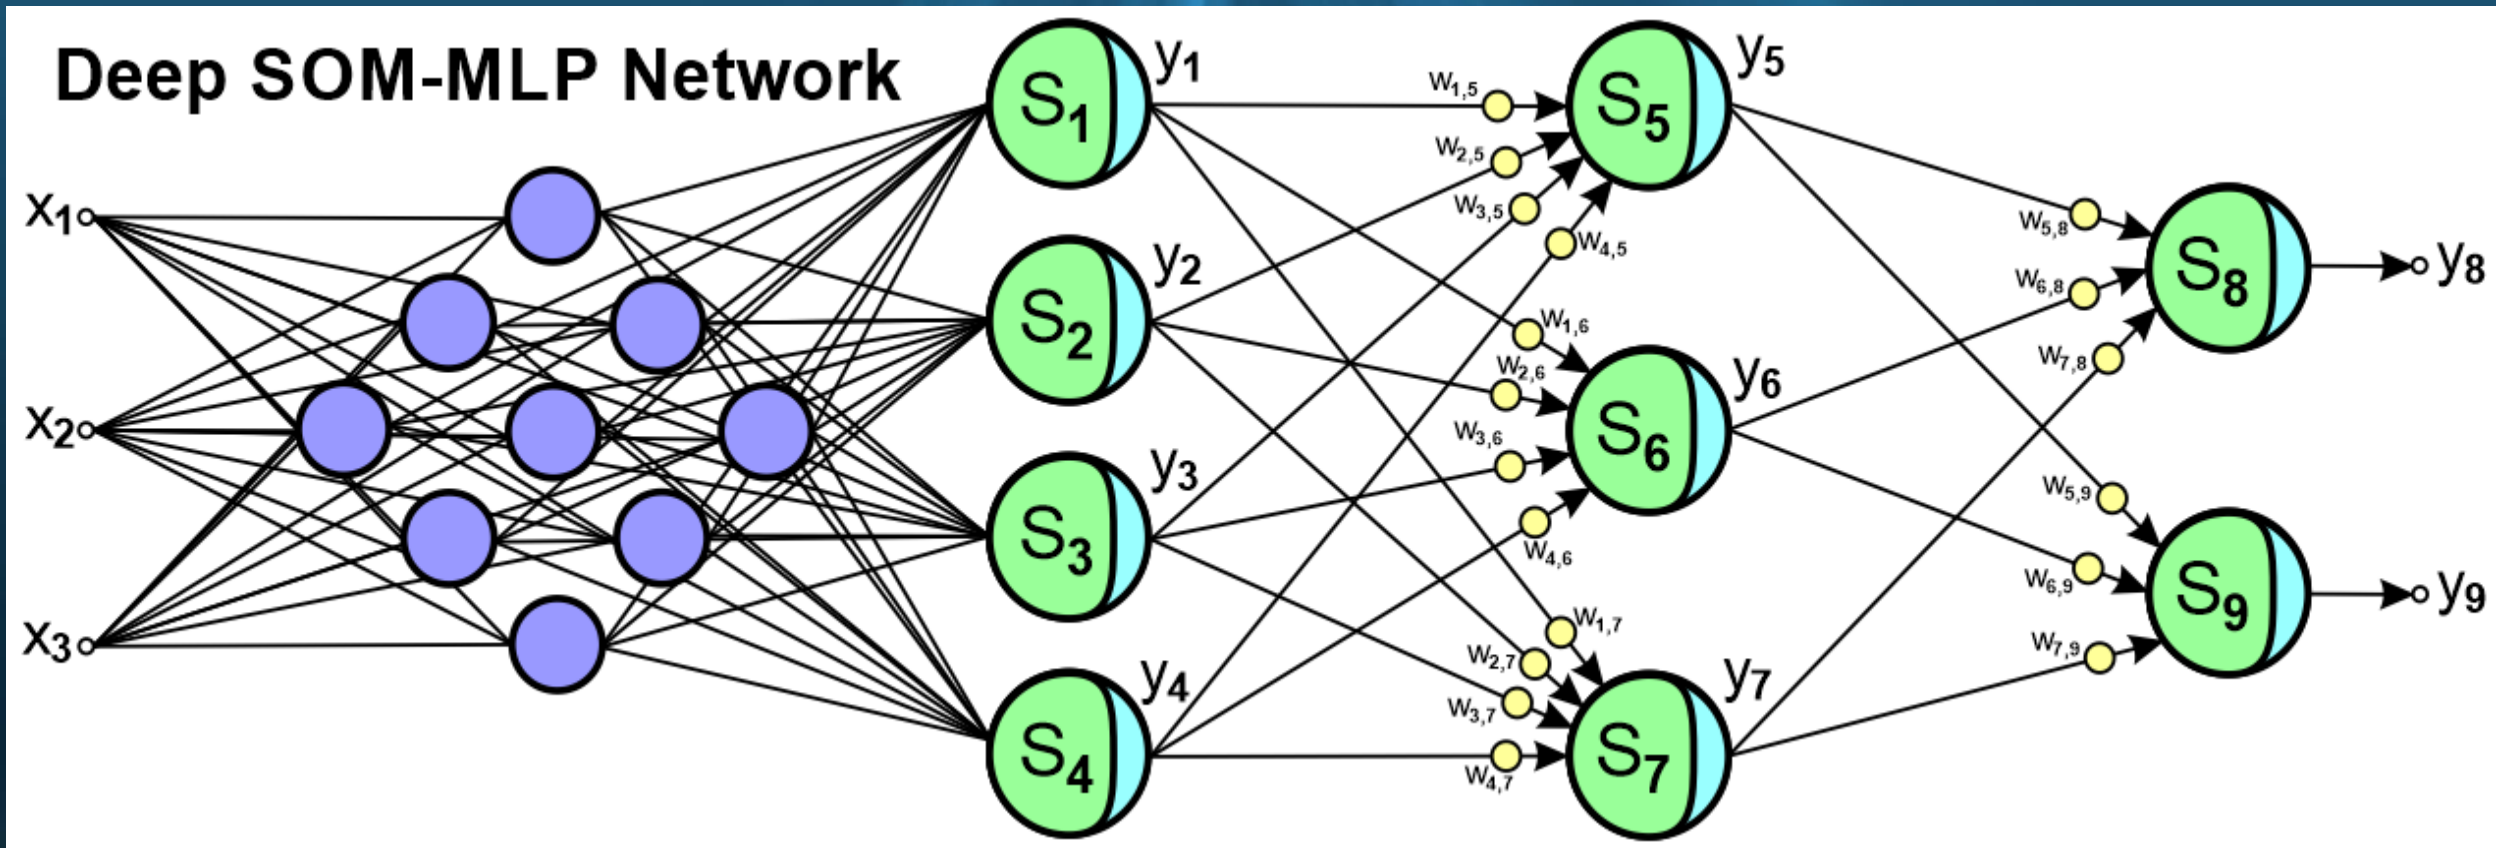 Deep SOM-MLP Network
x1
x2
x3
S1
y1
S2
y2
S3
y3
S4
y4
w1,5
w2,5
w3,5
w4,5
w1,6
w2,6
w3,6
w4,6
w1,7
w2,7
w3,7
w4,7
S5
y5
S6
y6
S7
y7
w5,8
w6,8
w7,8
w5,9
w6,9
w7,9
S8
y8
S9
y9